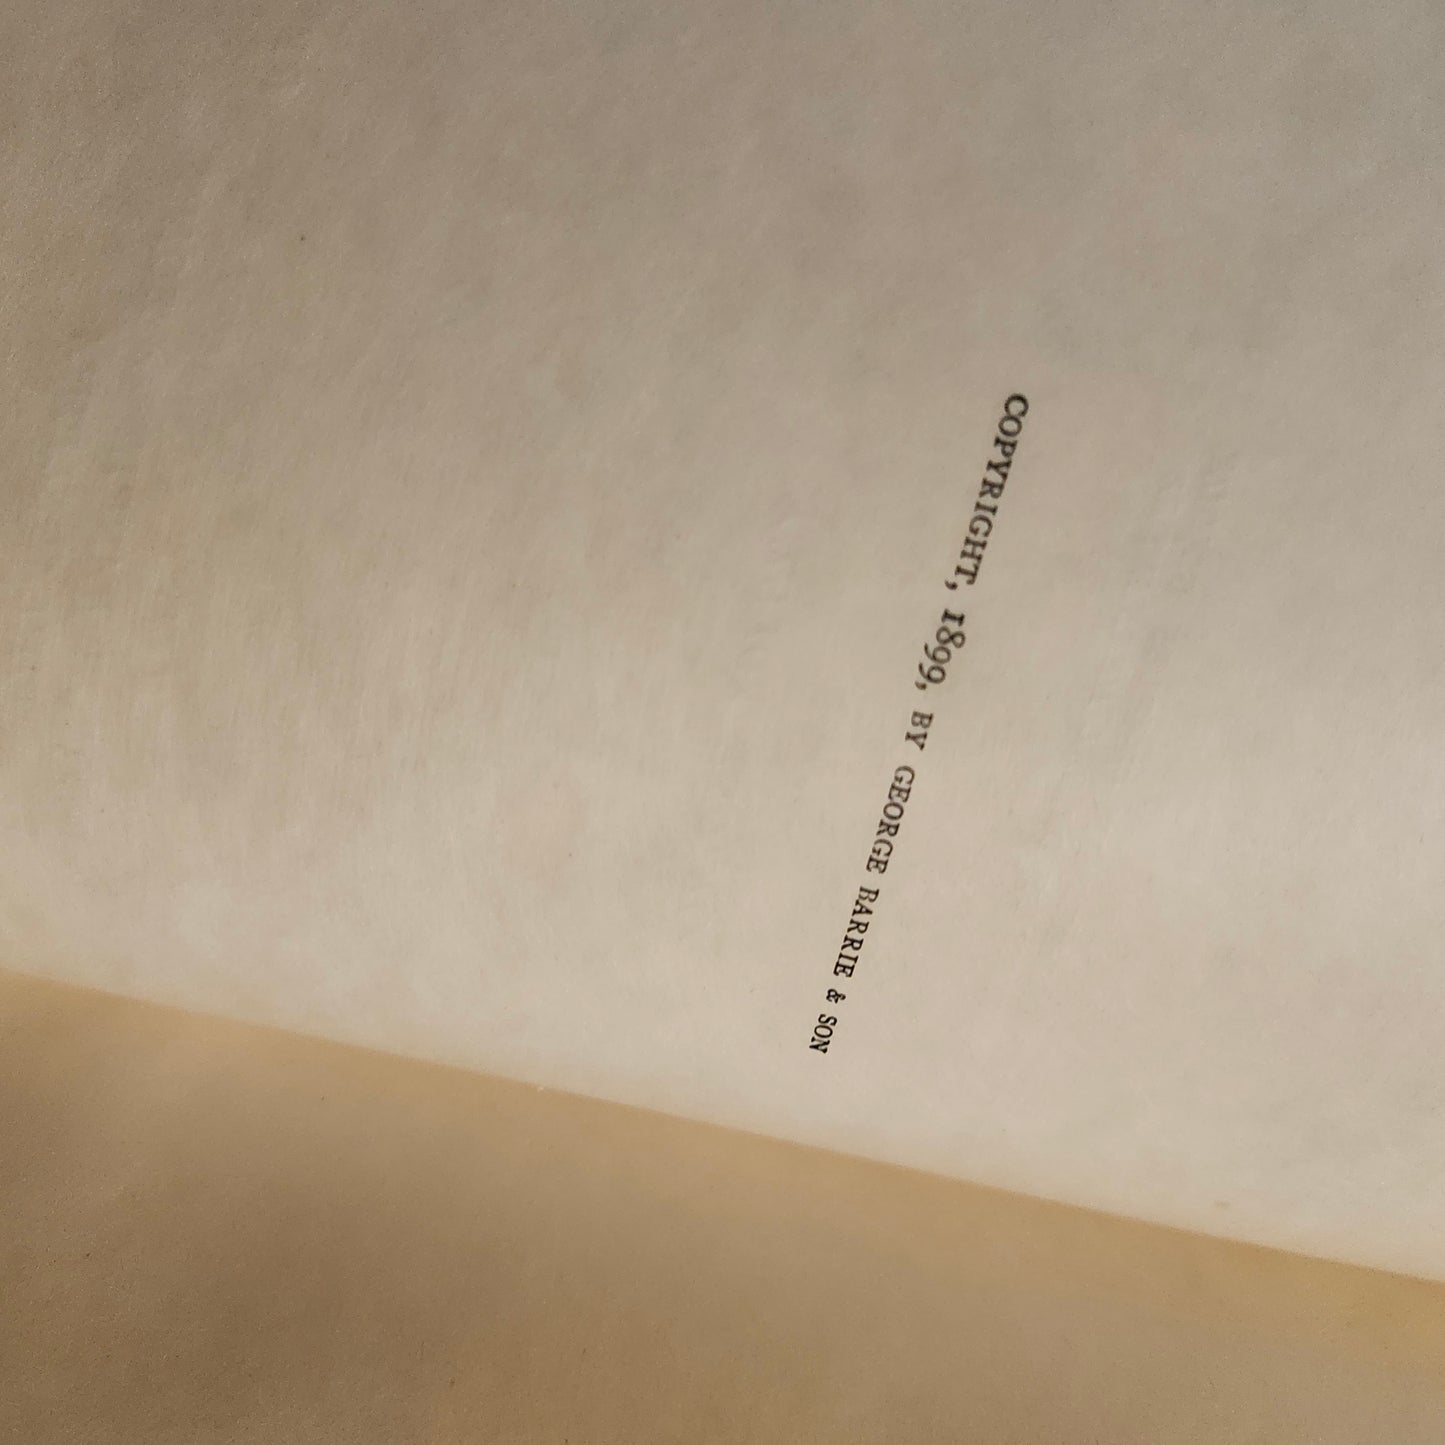 COPYRIGHT, 1899, BY GEORGE BARRIE & SON